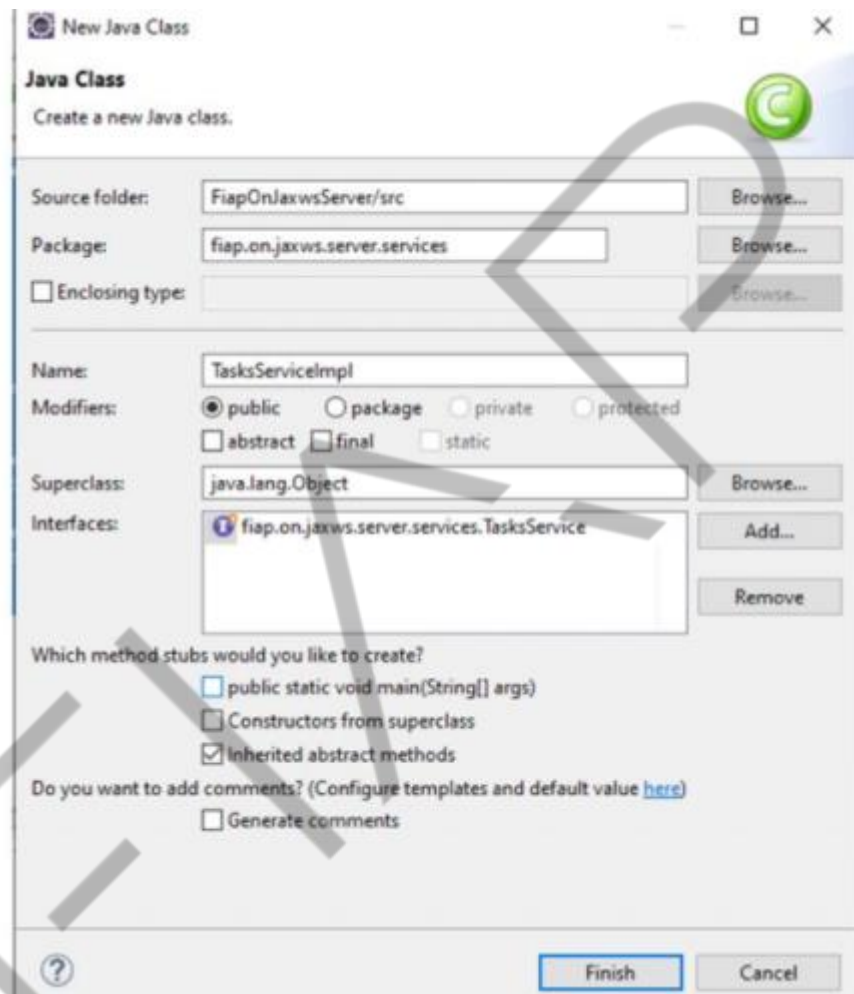 New Java Class
Java Class
Create a new Java class.
Source folder: FiapOnJaxwsServer/src Browse...
Package: fiap.on.jaxws.server.services Browse...
Enclosing type: Browse...
Name: TasksServiceImpl
Modifiers: public package private protected
abstract final static
Superclass: java.lang.Object Browse...
Interfaces: fiap.on.jaxws.server.services.TasksService Add...
Remove
Which method stubs would you like to create?
public static void main(String[] args)
Constructors from superclass
Inherited abstract methods
Do you want to add comments? (Configure templates and default value here)
Generate comments
Finish Cancel